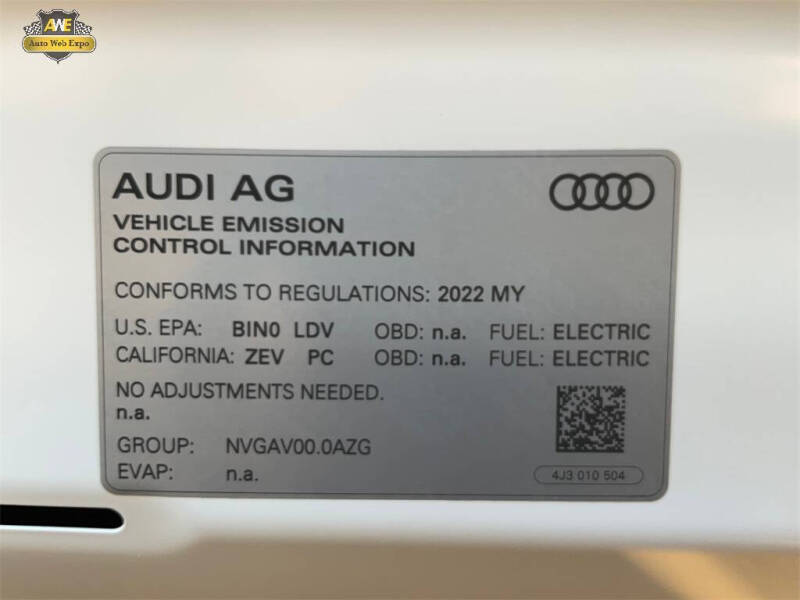 AWE
Auto Web Expo
AUDI AG
VEHICLE EMISSION
CONTROL INFORMATION
CONFORMS TO REGULATIONS: 2022 MY
U.S. EPA: BIN0 LDV OBD: n.a. FUEL: ELECTRIC
CALIFORNIA: ZEV PC OBD: n.a. FUEL: ELECTRIC
NO ADJUSTMENTS NEEDED.
n.a.
GROUP: NVGAV00.0AZG
EVAP: n.a.
4J3 010 504